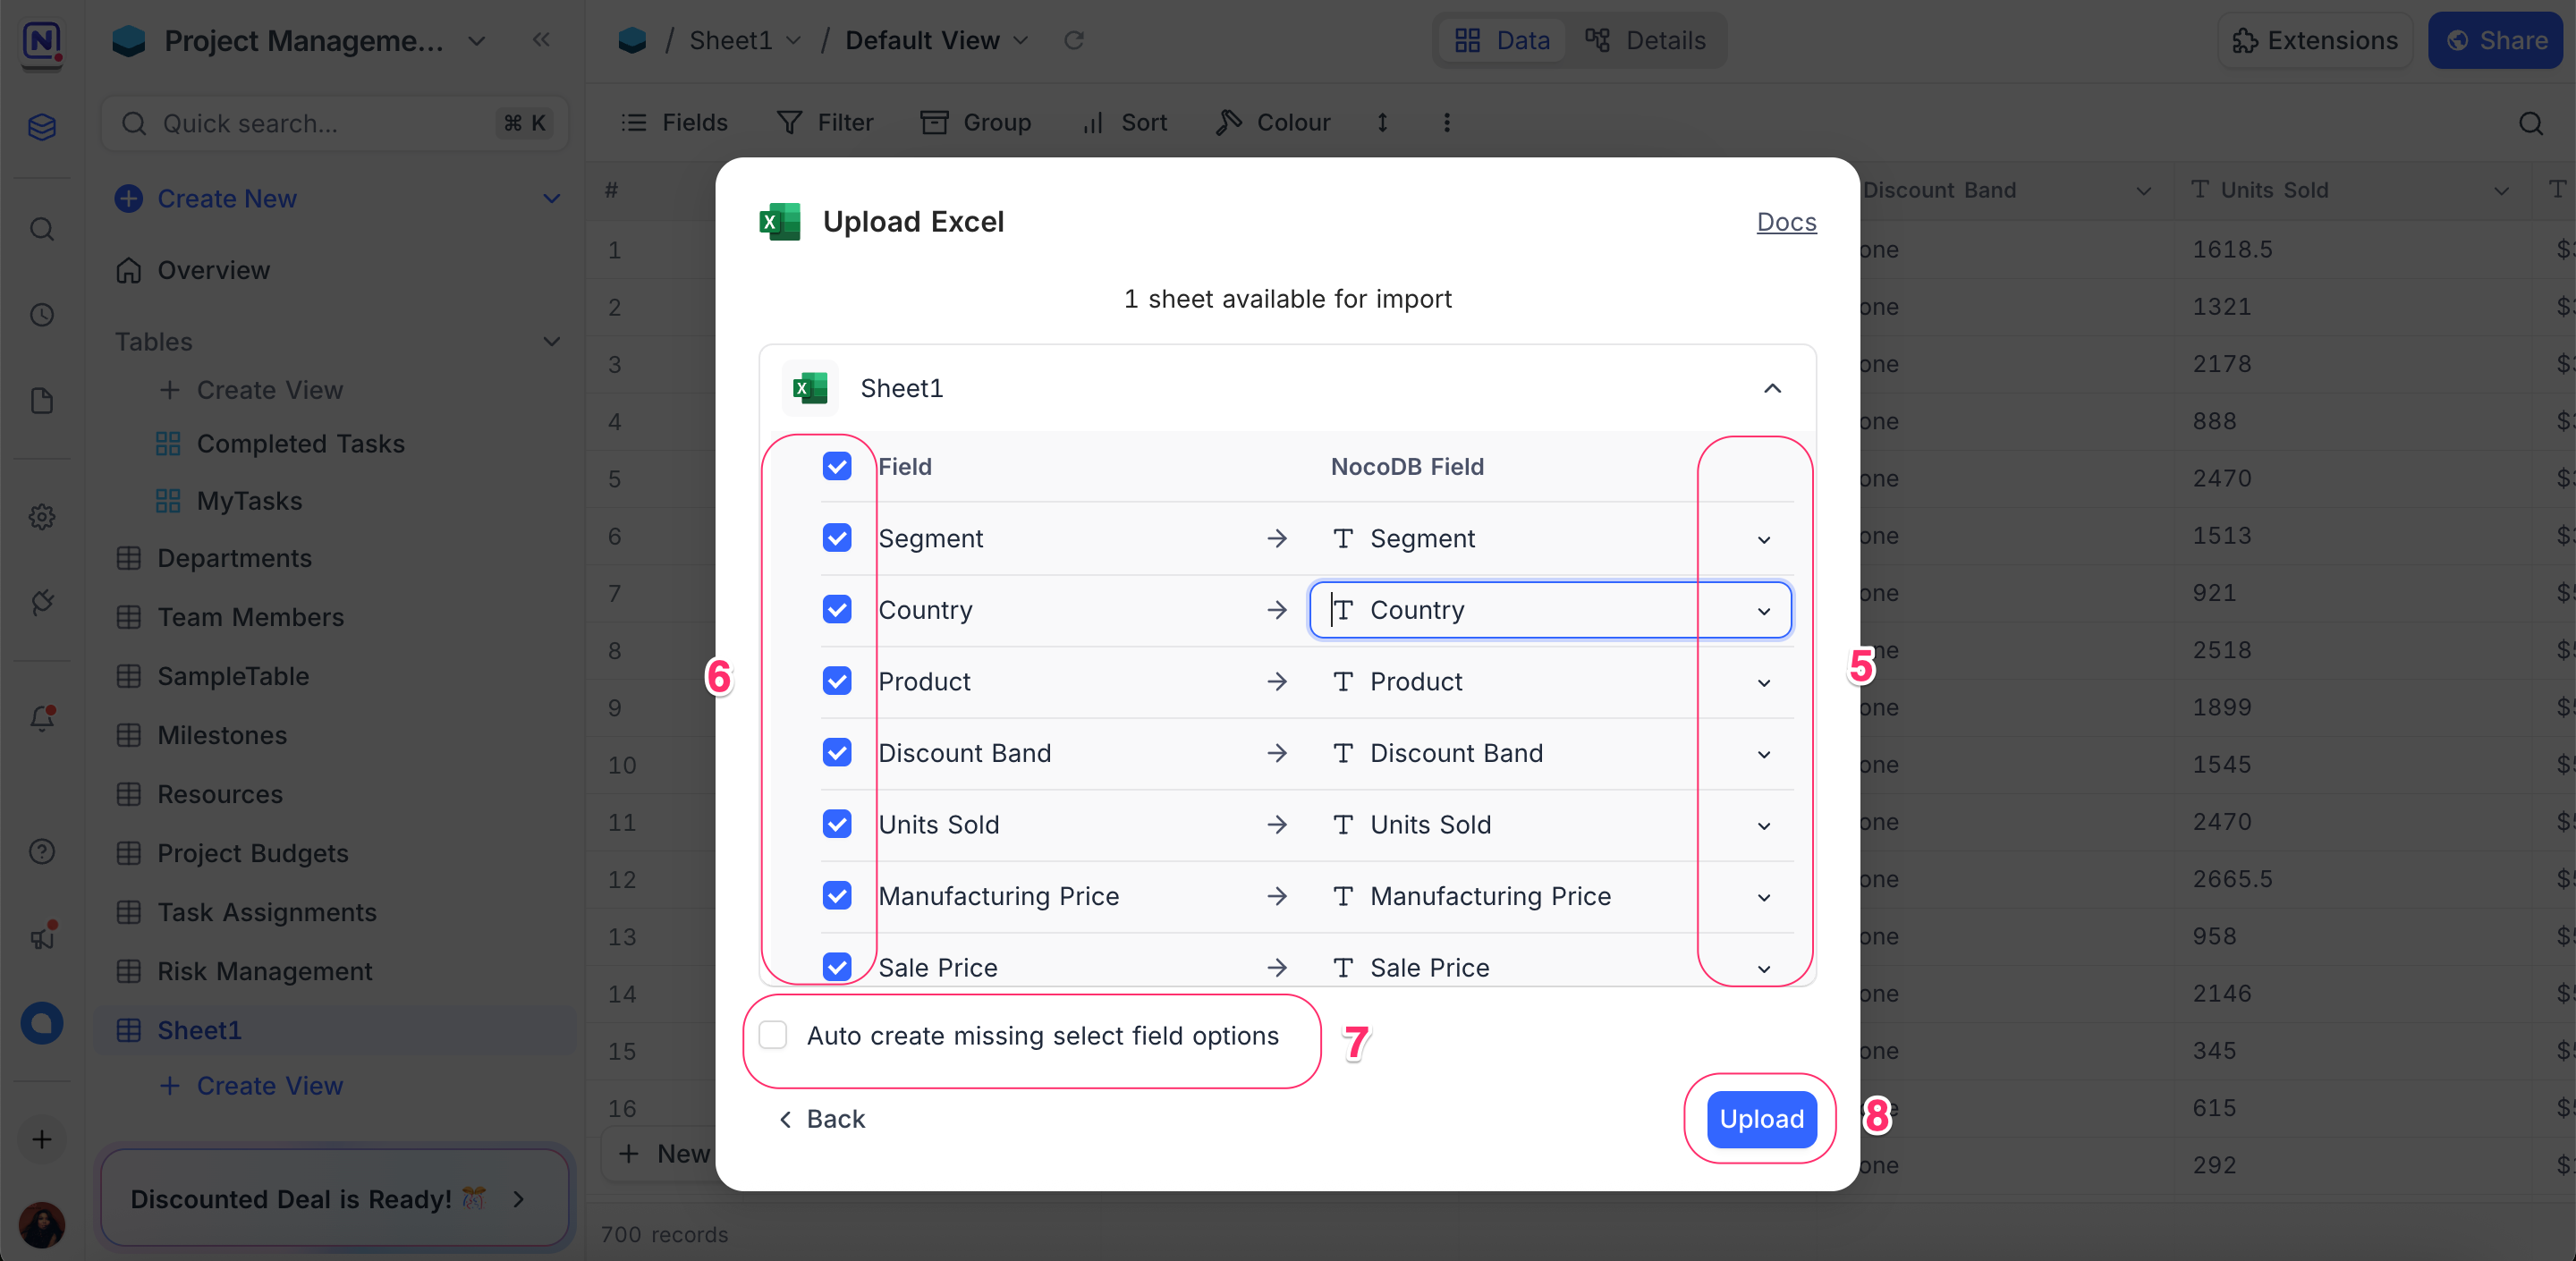 Project Manageme...
/ Sheet1 / Default View
Data Details
Extensions
Share
Quick search...
⌘ K
Fields
Filter
Group
Sort
Colour
Create New
Overview
Tables
Create View
Completed Tasks
MyTasks
Departments
Team Members
SampleTable
Milestones
Resources
Project Budgets
Task Assignments
Risk Management
Sheet1
Create View
Discounted Deal is Ready! 🎊
# Discount Band T Units Sold T
1 one 1618.5
2 one 1321
3 one 2178
4 one 888
5 one 2470
6 one 1513
7 one 921
8 ne 2518
9 one 1899
10 one 1545
11 one 2470
12 one 2665.5
13 one 958
14 one 2146
15 one 345
16 615
one 292
New
700 records
Upload Excel
Docs
1 sheet available for import
Sheet1
Field NocoDB Field
Segment → T Segment
Country → T Country
Product → T Product
Discount Band → T Discount Band
Units Sold → T Units Sold
Manufacturing Price → T Manufacturing Price
Sale Price → T Sale Price
6
5
Auto create missing select field options
7
Back
Upload
8